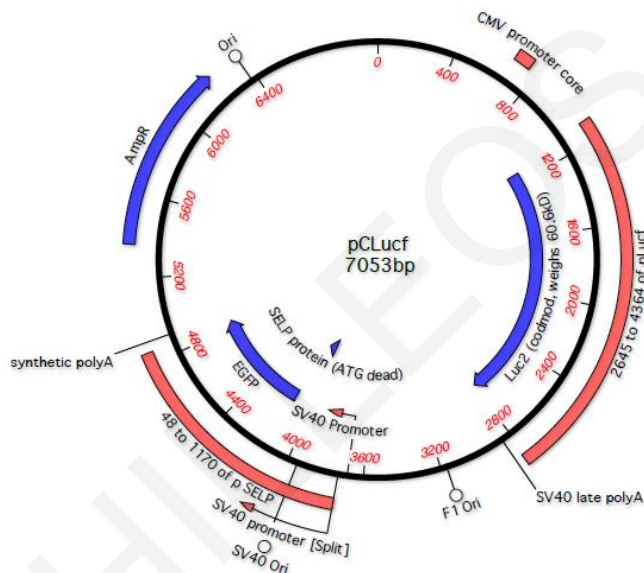 CMV promoter core
Ori
0
400
800
1200
1600
2000
2400
2800
3200
3600
4000
4400
4800
5200
5600
6000
6400
AmpR
pCLucf
7053bp
Luc2 (codmod, weighs 60.6kD)
2645 to 4364 of pLucf
SELP protein (ATG dead)
EGFP
synthetic polyA
SV40 Promoter
48 to 1170 of p SELP
SV40 promoter [Split]
SV40 Ori
F1 Ori
SV40 late polyA
HILEOS